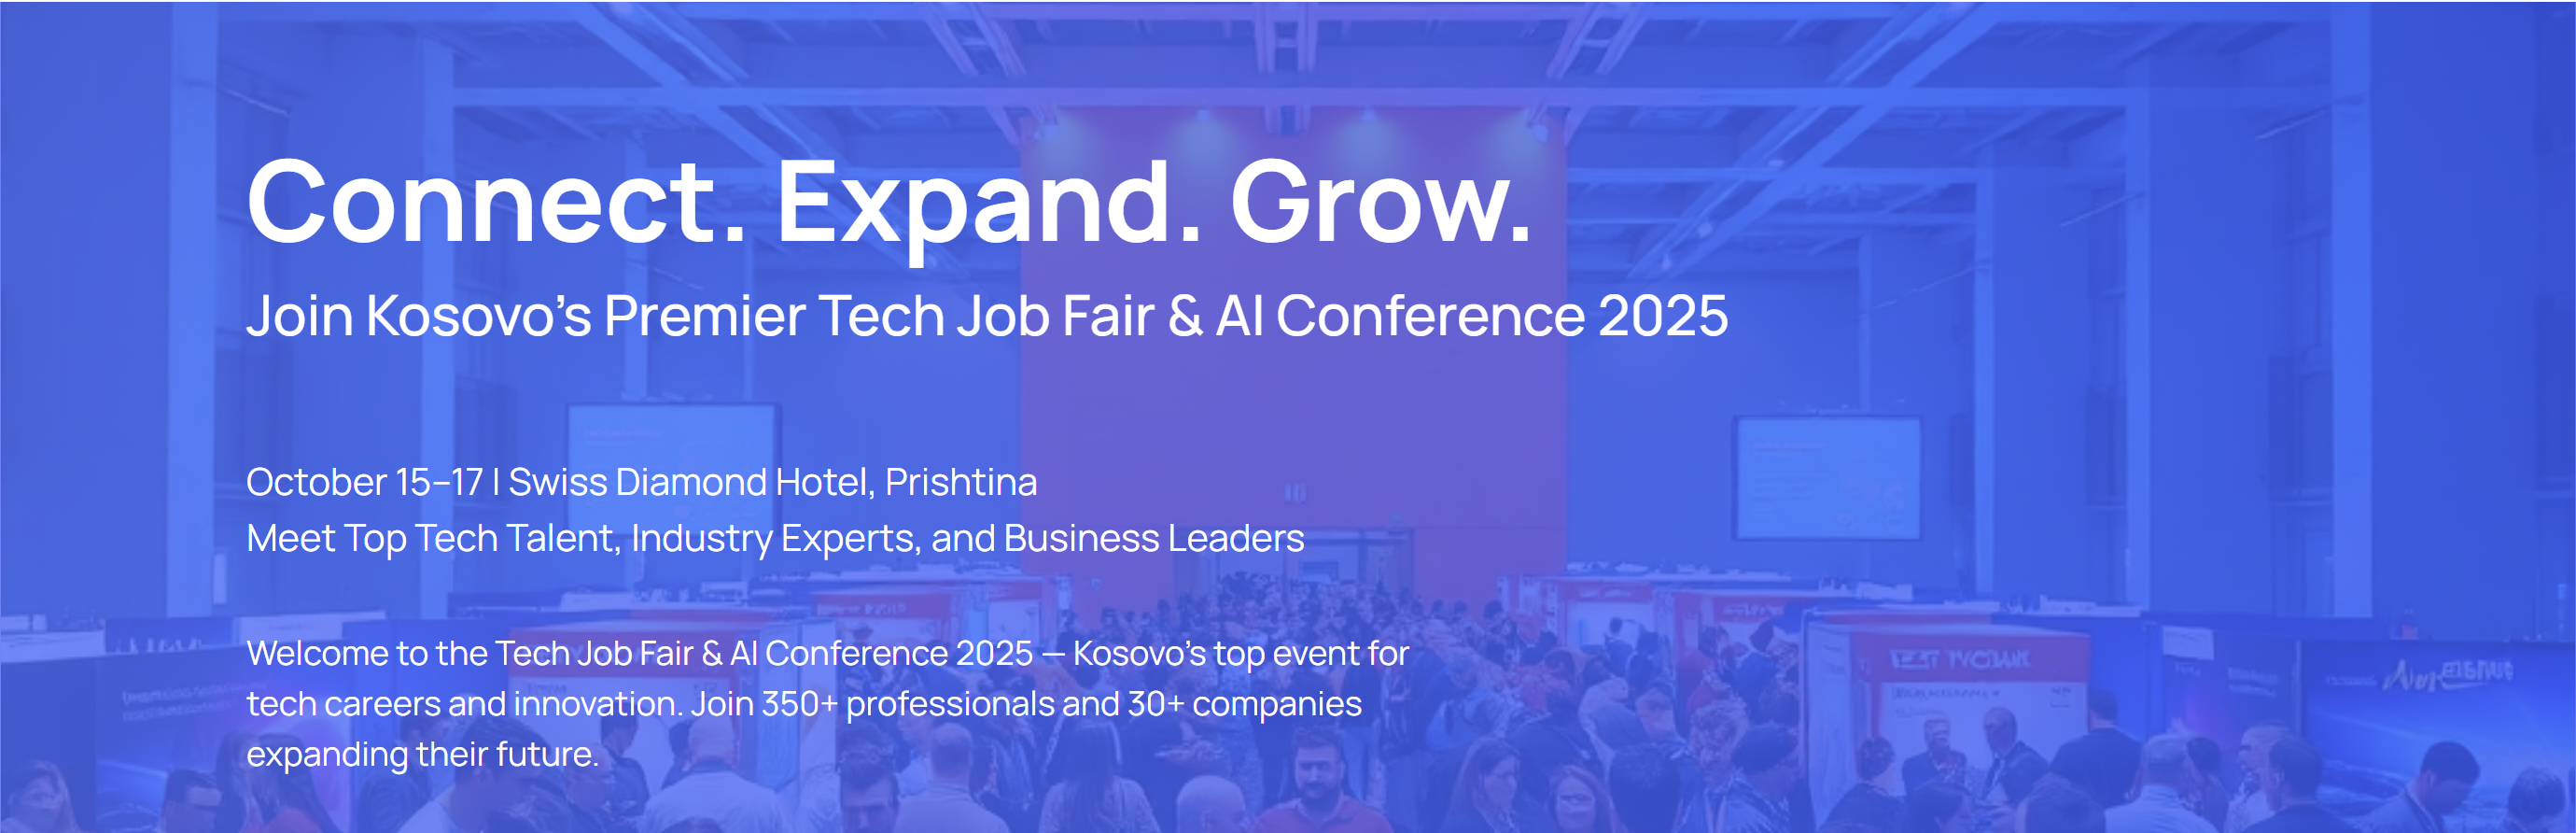 Connect. Expand. Grow.
Join Kosovo’s Premier Tech Job Fair & AI Conference 2025
October 15–17 | Swiss Diamond Hotel, Prishtina
Meet Top Tech Talent, Industry Experts, and Business Leaders
Welcome to the Tech Job Fair & AI Conference 2025 — Kosovo’s top event for
tech careers and innovation. Join 350+ professionals and 30+ companies
expanding their future.